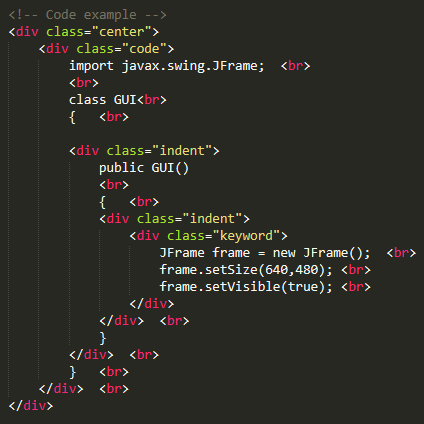 <!-- Code example -->
<div class="center">
    <div class="code">
        import javax.swing.JFrame;  <br>
        <br>
        class GUI<br>
        {   <br>

        <div class="indent">
            public GUI()
            <br>
            {   <br>
            <div class="indent">
                <div class="keyword">
                    JFrame frame = new JFrame();  <br>
                    frame.setSize(640,480); <br>
                    frame.setVisible(true); <br>
                </div>
            </div>  <br>
            }
        </div>  <br>
        }   <br>
    </div>  <br>
</div>